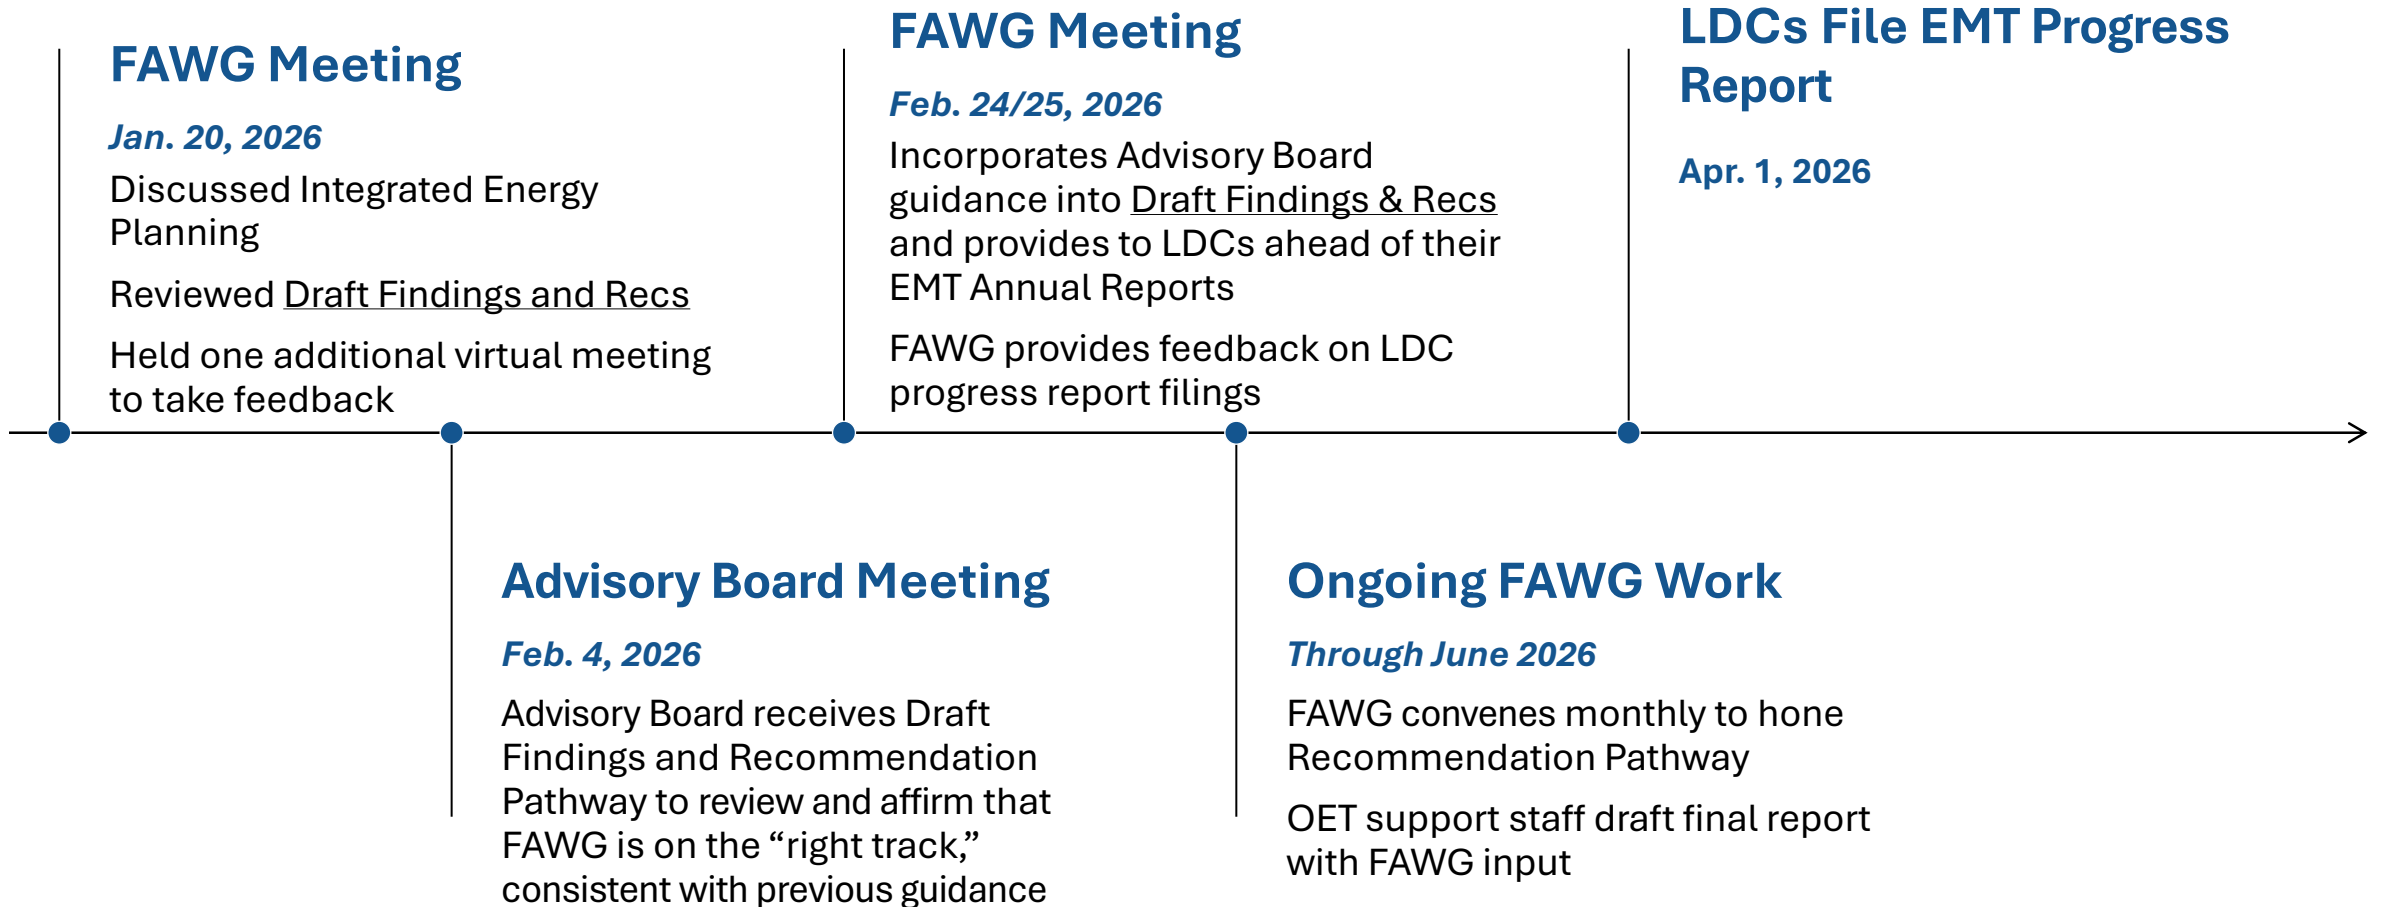 FAWG Meeting
Jan. 20, 2026
Discussed Integrated Energy
Planning
Reviewed Draft Findings and Recs
Held one additional virtual meeting
to take feedback
Advisory Board Meeting
Feb. 4, 2026
Advisory Board receives Draft
Findings and Recommendation
Pathway to review and affirm that
FAWG is on the “right track,”
consistent with previous guidance
FAWG Meeting
Feb. 24/25, 2026
Incorporates Advisory Board
guidance into Draft Findings & Recs
and provides to LDCs ahead of their
EMT Annual Reports
FAWG provides feedback on LDC
progress report filings
Ongoing FAWG Work
Through June 2026
FAWG convenes monthly to hone
Recommendation Pathway
OET support staff draft final report
with FAWG input
LDCs File EMT Progress
Report
Apr. 1, 2026